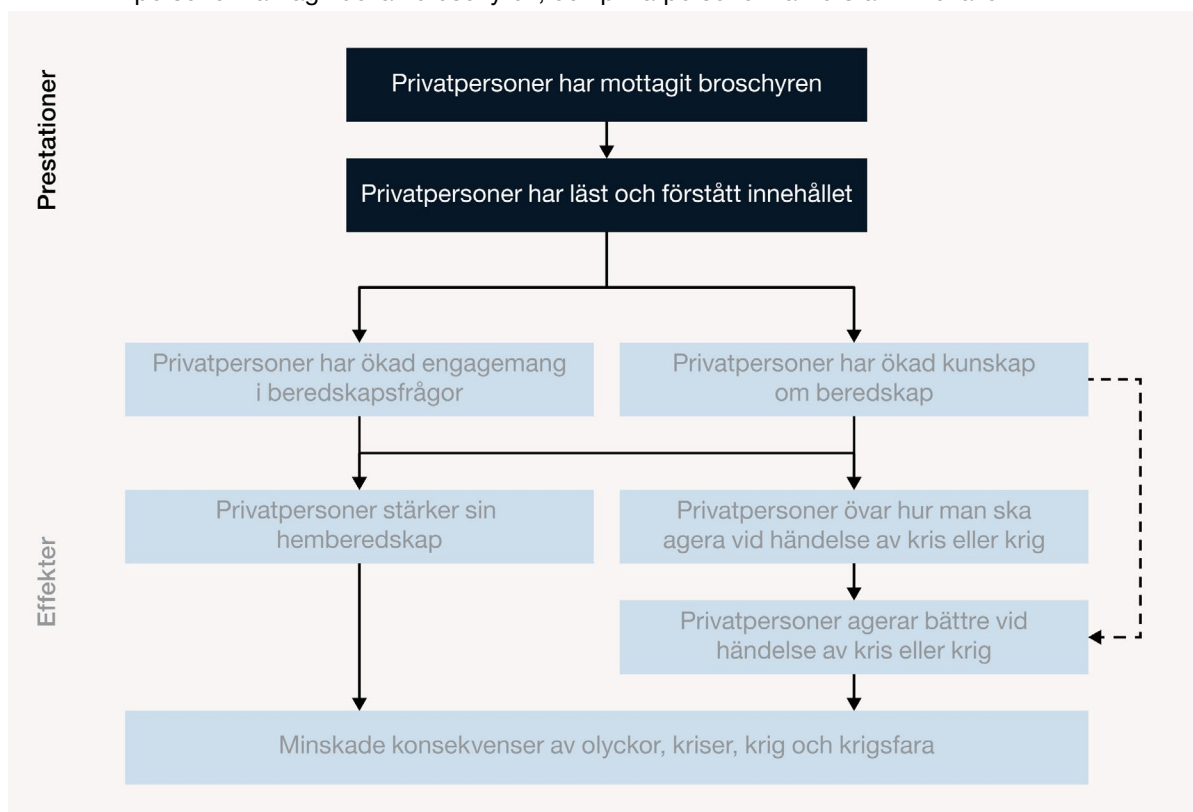 Prestationer
Privatpersoner har mottagit broschyren
Privatpersoner har läst och förstått innehållet
Privatpersoner har ökad engagemang
i beredskapsfrågor
Privatpersoner har ökad kunskap
om beredskap
Effekter
Privatpersoner stärker sin
hemberedskap
Privatpersoner övar hur man ska
agera vid händelse av kris eller krig
Privatpersoner agerar bättre vid
händelse av kris eller krig
Minskade konsekvenser av olyckor, kriser, krig och krigsfara